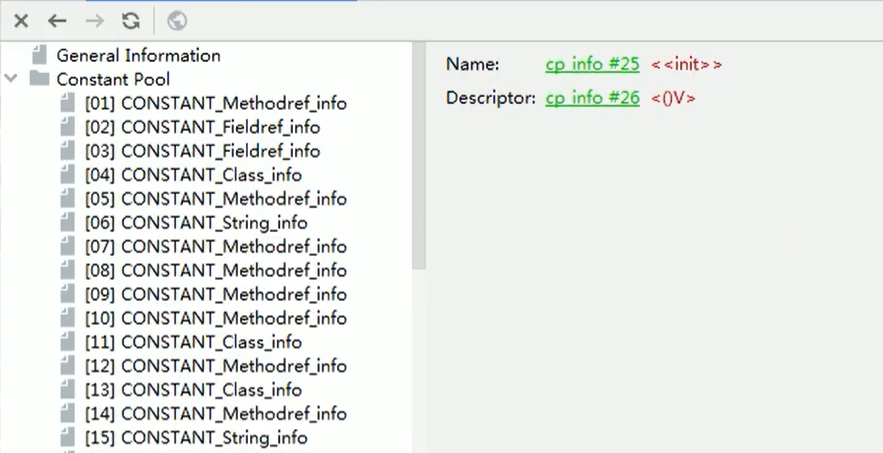 General Information
Constant Pool
[01] CONSTANT_Methodref_info
[02] CONSTANT_Fieldref_info
[03] CONSTANT_Fieldref_info
[04] CONSTANT_Class_info
[05] CONSTANT_Methodref_info
[06] CONSTANT_String_info
[07] CONSTANT_Methodref_info
[08] CONSTANT_Methodref_info
[09] CONSTANT_Methodref_info
[10] CONSTANT_Methodref_info
[11] CONSTANT_Class_info
[12] CONSTANT_Methodref_info
[13] CONSTANT_Class_info
[14] CONSTANT_Methodref_info
[15] CONSTANT_String_info
Name: cp info #25 <<init>>
Descriptor: cp info #26 <()V>